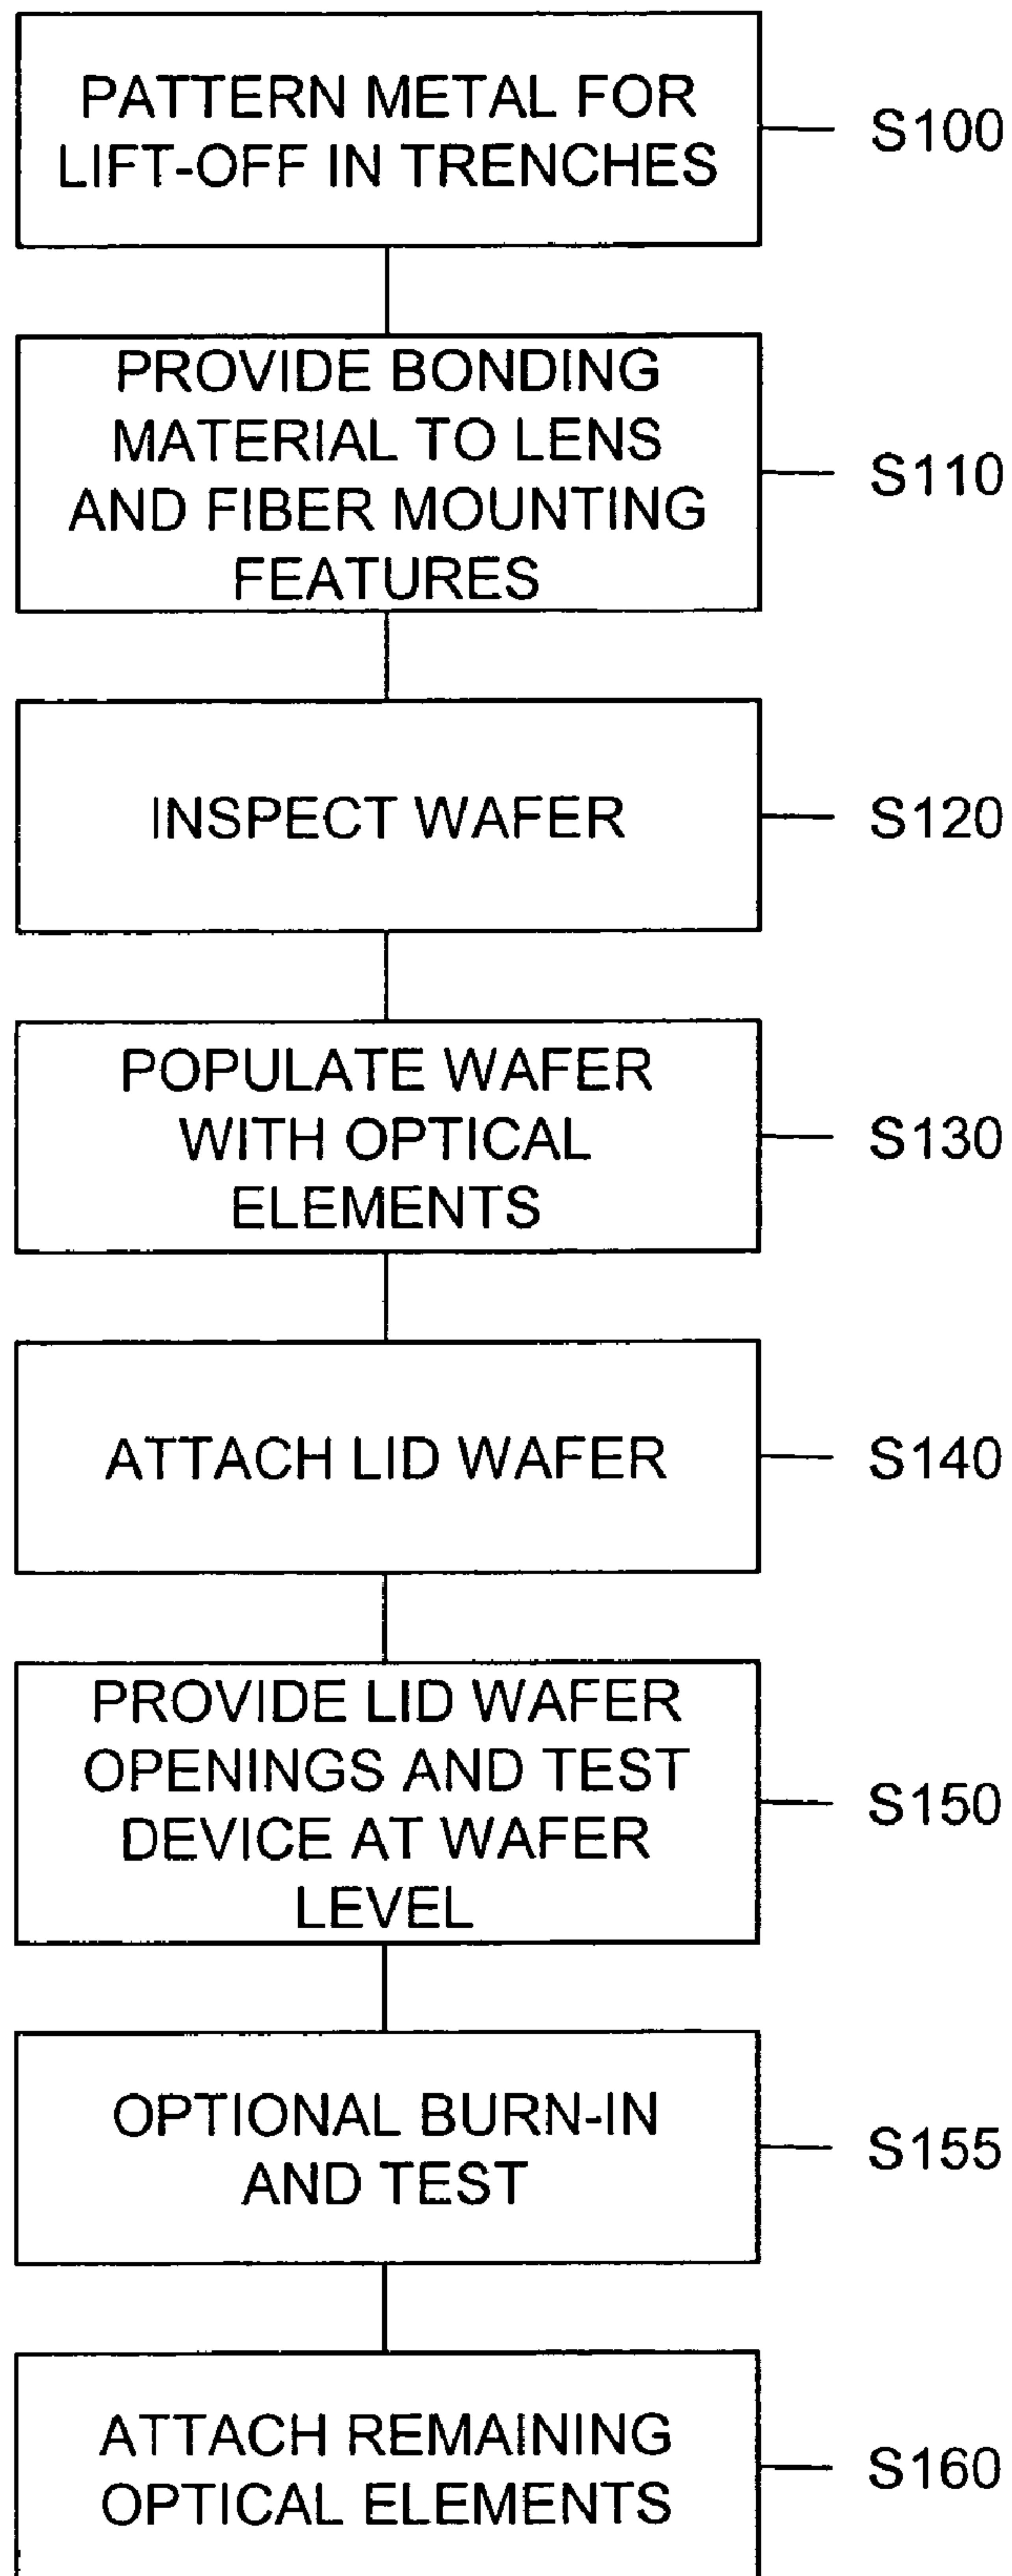 PATTERN METAL FOR
LIFT-OFF IN TRENCHES
S100
PROVIDE BONDING
MATERIAL TO LENS
AND FIBER MOUNTING
FEATURES
S110
INSPECT WAFER
S120
POPULATE WAFER
WITH OPTICAL
ELEMENTS
S130
ATTACH LID WAFER
S140
PROVIDE LID WAFER
OPENINGS AND TEST
DEVICE AT WAFER
LEVEL
S150
OPTIONAL BURN-IN
AND TEST
S155
ATTACH REMAINING
OPTICAL ELEMENTS
S160